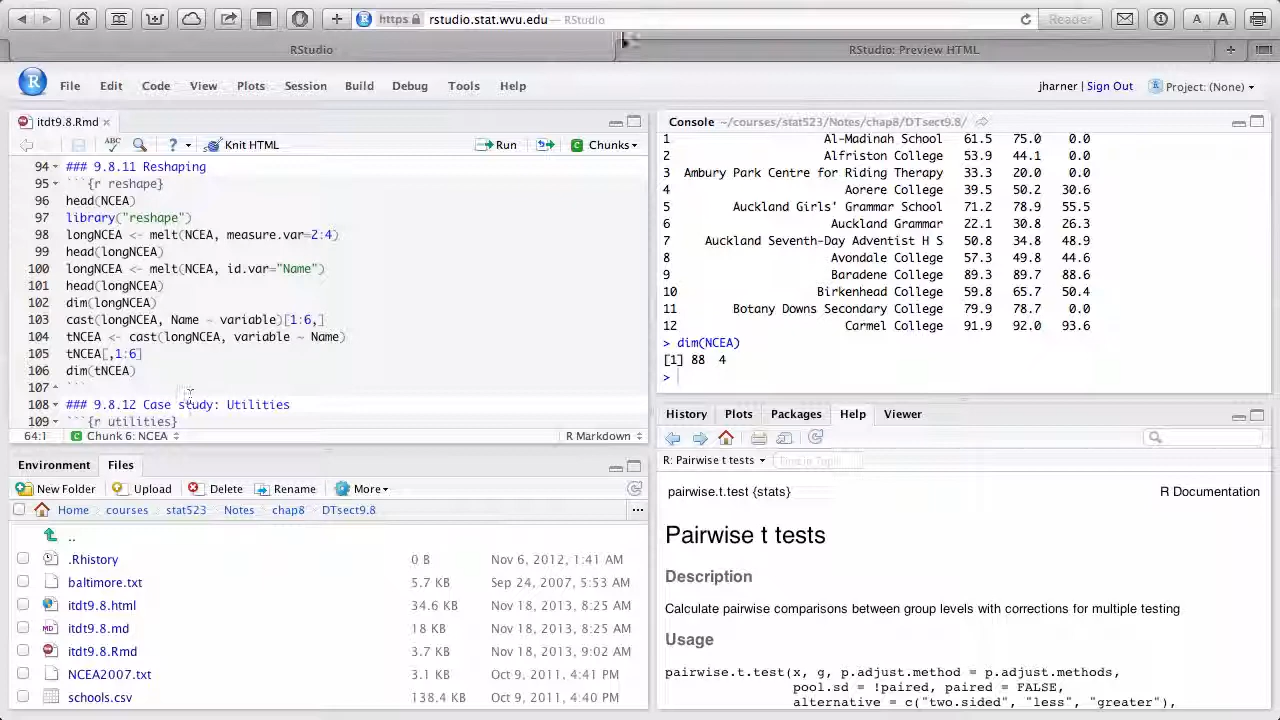 https rstudio.stat.wvu.edu — RStudio Reader A A
RStudio RStudio: Preview HTML
File Edit Code View Plots Session Build Debug Tools Help jharner | Sign Out Project: (None)
itdt9.8.Rmd
ABC ? Knit HTML Run Chunks
94 ### 9.8.11 Reshaping
95 ```{r reshape}
96 head(NCEA)
97 library("reshape")
98 longNCEA <- melt(NCEA, measure.var=2:4)
99 head(longNCEA)
100 longNCEA <- melt(NCEA, id.var="Name")
101 head(longNCEA)
102 dim(longNCEA)
103 cast(longNCEA, Name ~ variable)[1:6,]
104 tNCEA <- cast(longNCEA, variable ~ Name)
105 tNCEA[,1:6]
106 dim(tNCEA)
107 ```
108 ### 9.8.12 Case study: Utilities
109 ```{r utilities}
64:1 Chunk 6: NCEA R Markdown
Console ~/courses/stat523/Notes/chap8/DTsect9.8/
1 Al-Madinah School 61.5 75.0 0.0
2 Alfriston College 53.9 44.1 0.0
3 Ambury Park Centre for Riding Therapy 33.3 20.0 0.0
4 Aorere College 39.5 50.2 30.6
5 Auckland Girls' Grammar School 71.2 78.9 55.5
6 Auckland Grammar 22.1 30.8 26.3
7 Auckland Seventh-Day Adventist H S 50.8 34.8 48.9
8 Avondale College 57.3 49.8 44.6
9 Baradene College 89.3 89.7 88.6
10 Birkenhead College 59.8 65.7 50.4
11 Botany Downs Secondary College 79.9 78.7 0.0
12 Carmel College 91.9 92.0 93.6
> dim(NCEA)
[1] 88 4
>
Environment Files
New Folder Upload Delete Rename More
Home courses stat523 Notes chap8 DTsect9.8 ...
..
.Rhistory 0 B Nov 6, 2012, 1:41 AM
baltimore.txt 5.7 KB Sep 24, 2007, 5:53 AM
itdt9.8.html 34.6 KB Nov 18, 2013, 8:25 AM
itdt9.8.md 18 KB Nov 18, 2013, 8:25 AM
itdt9.8.Rmd 3.7 KB Nov 18, 2013, 9:02 AM
NCEA2007.txt 3.1 KB Oct 9, 2011, 4:41 PM
schools.csv 138.4 KB Oct 9, 2011, 4:40 PM
History Plots Packages Help Viewer
R: Pairwise t tests Find in Topic
pairwise.t.test {stats} R Documentation
Pairwise t tests
Description
Calculate pairwise comparisons between group levels with corrections for multiple testing
Usage
pairwise.t.test(x, g, p.adjust.method = p.adjust.methods,
pool.sd = !paired, paired = FALSE,
alternative = c("two.sided", "less", "greater"),